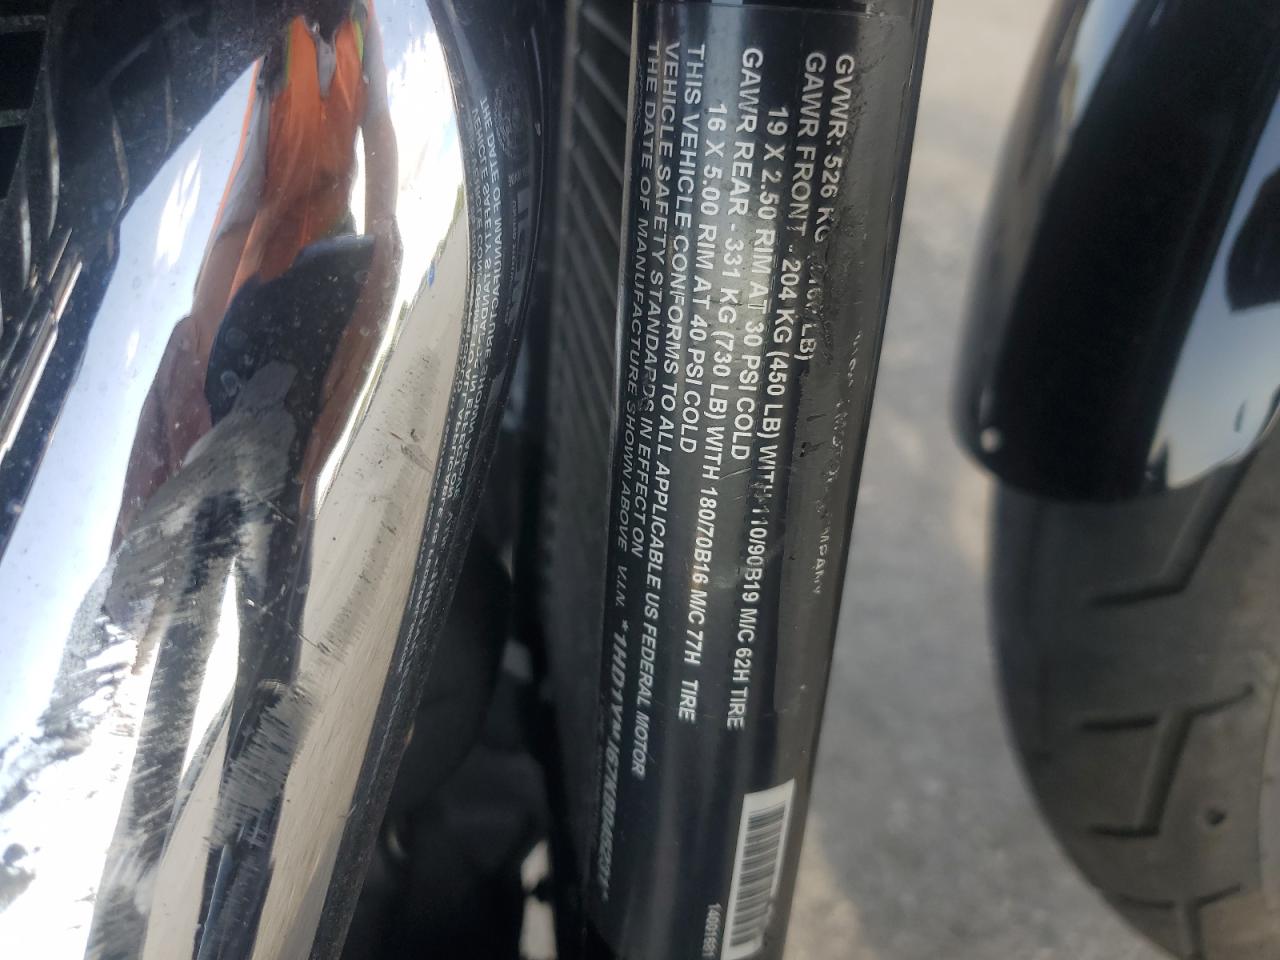 GVWR: 526 KG LB)
GAWR FRONT - 204 KG (450 LB) WITH 110/90B19 M/C 62H TIRE
19 X 2.50 RIM AT 30 PSI COLD
GAWR REAR - 331 KG (730 LB) WITH 180/70B16 M/C 77H TIRE
16 X 5.00 RIM AT 40 PSI COLD
THIS VEHICLE CONFORMS TO ALL APPLICABLE US FEDERAL MOTOR
VEHICLE SAFETY STANDARDS IN EFFECT ON
THE DATE OF MANUFACTURE SHOWN ABOVE V.I.N.